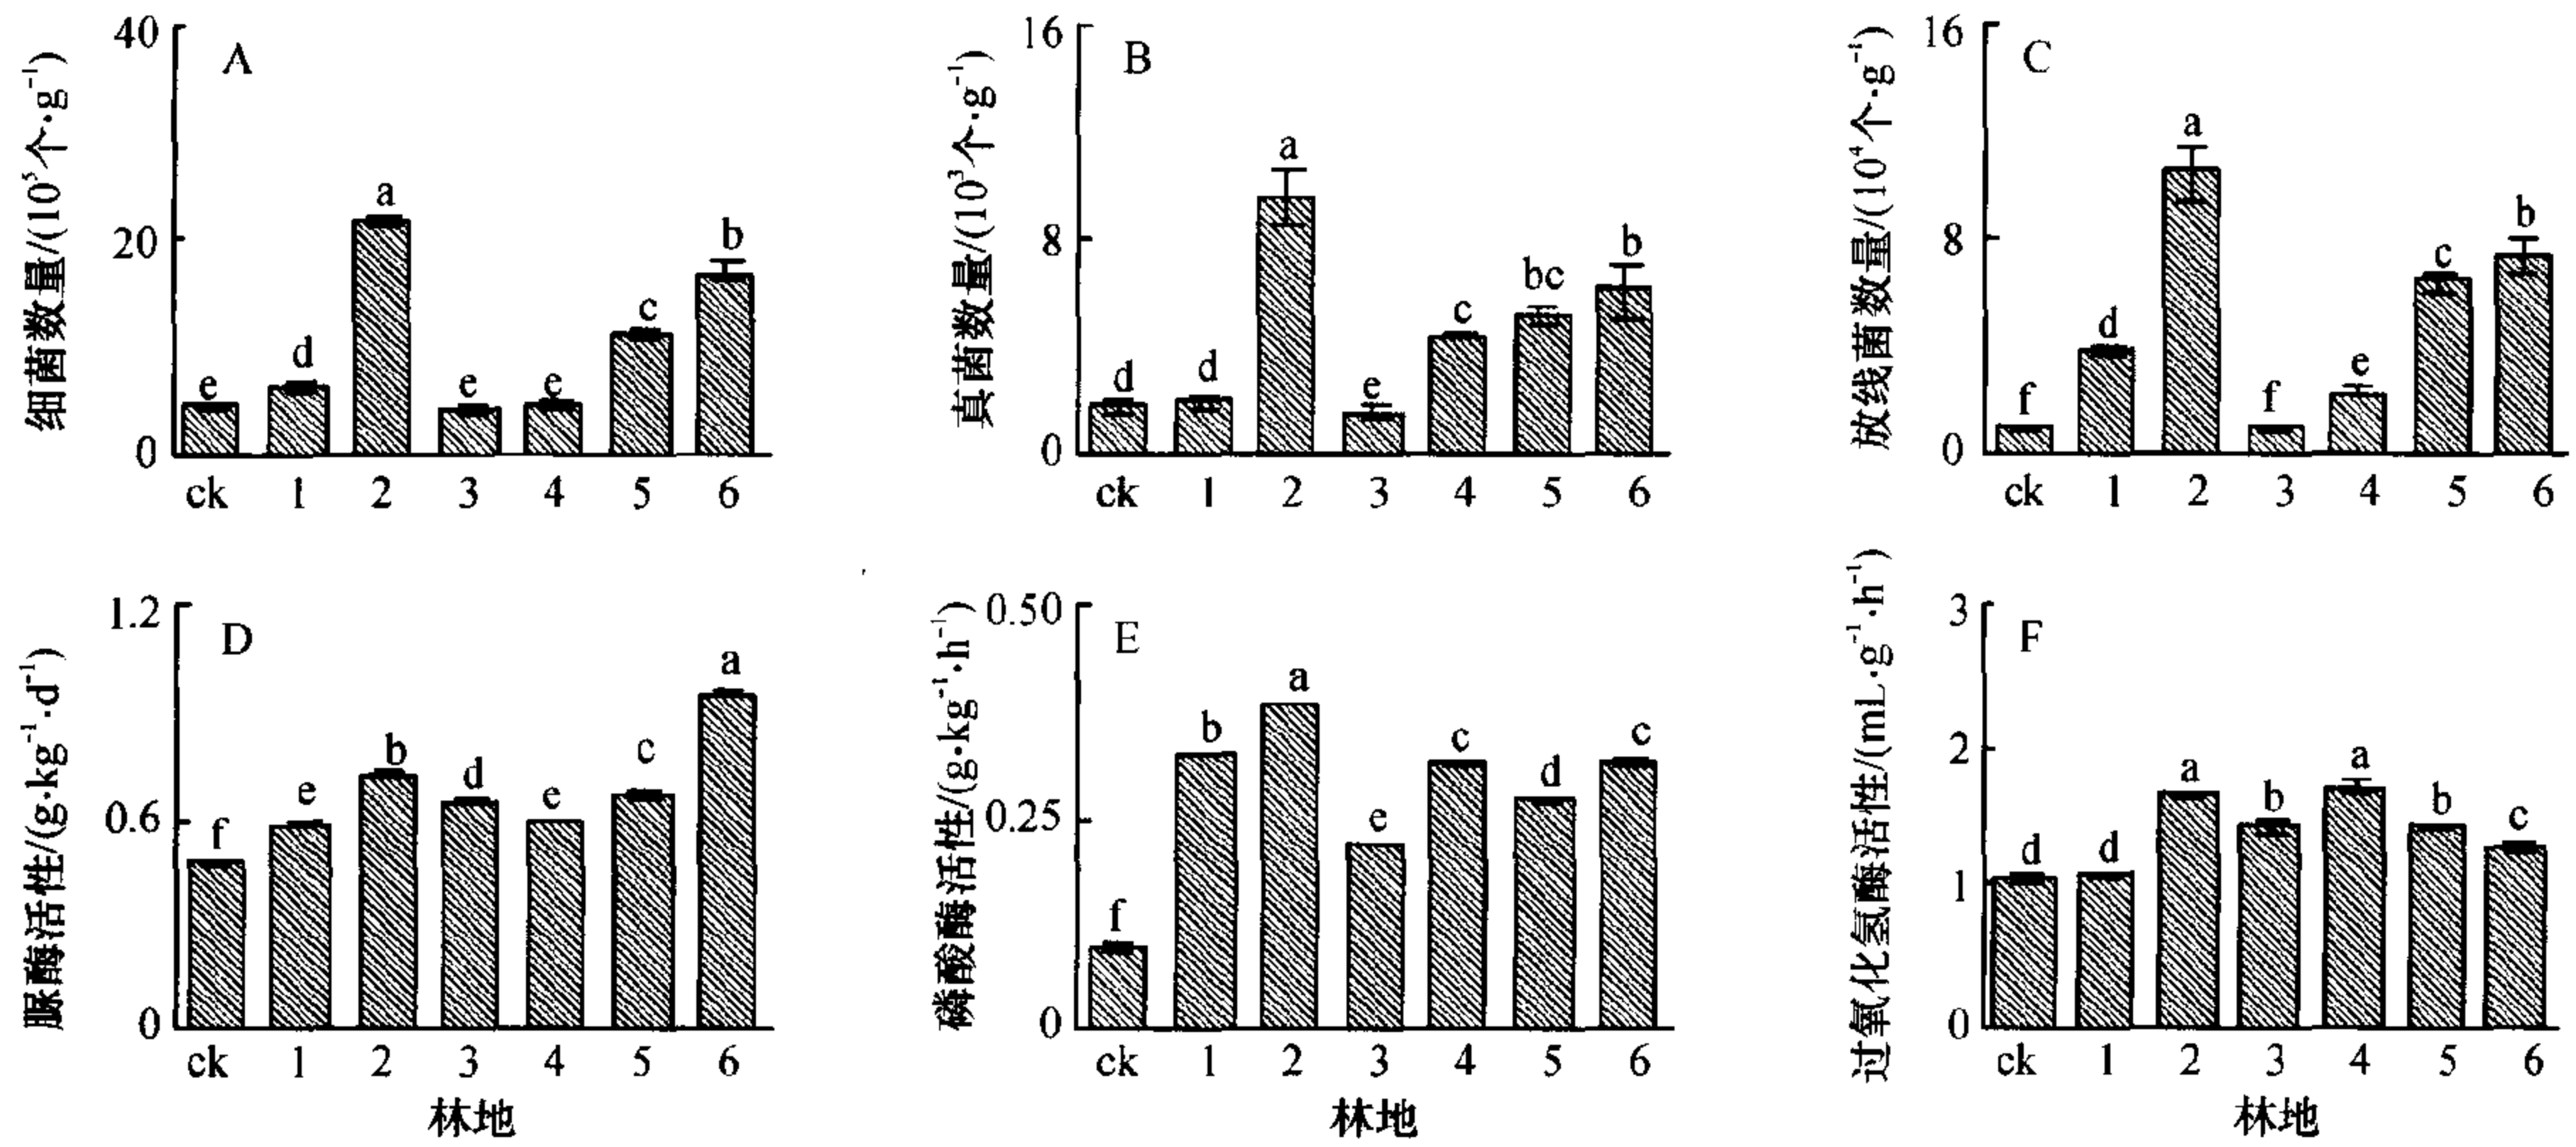 细菌数量/(10⁵个·g⁻¹)
40
20
0
A
e
d
a
e
e
c
b
ck 1 2 3 4 5 6
真菌数量/(10³个·g⁻¹)
16
8
0
B
d
d
a
e
c
bc
b
ck 1 2 3 4 5 6
放线菌数量/(10⁴个·g⁻¹)
16
8
0
C
f
d
a
f
e
c
b
ck 1 2 3 4 5 6
脲酶活性/(g·kg⁻¹·d⁻¹)
1.2
0.6
0
D
f
e
b
d
e
c
a
ck 1 2 3 4 5 6
林地
磷酸酶活性/(g·kg⁻¹·h⁻¹)
0.50
0.25
0
E
f
b
a
e
c
d
c
ck 1 2 3 4 5 6
林地
过氧化氢酶活性/(mL·g⁻¹·h⁻¹)
3
2
1
0
F
d
d
a
b
a
b
c
ck 1 2 3 4 5 6
林地